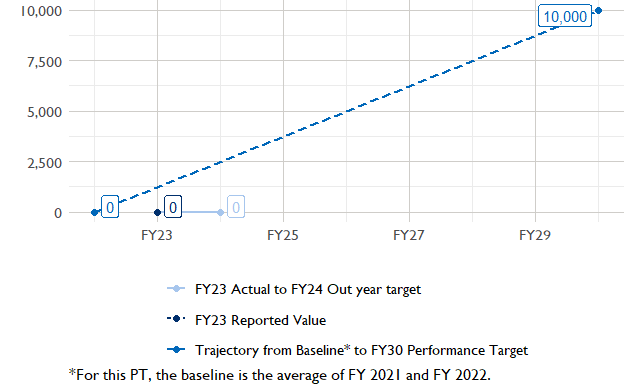 10,000
10,000
7,500
5,000
2,500
0
0
0
0
FY23
FY25
FY27
FY29
FY23 Actual to FY24 Out year target
FY23 Reported Value
Trajectory from Baseline* to FY30 Performance Target
*For this PT, the baseline is the average of FY 2021 and FY 2022.